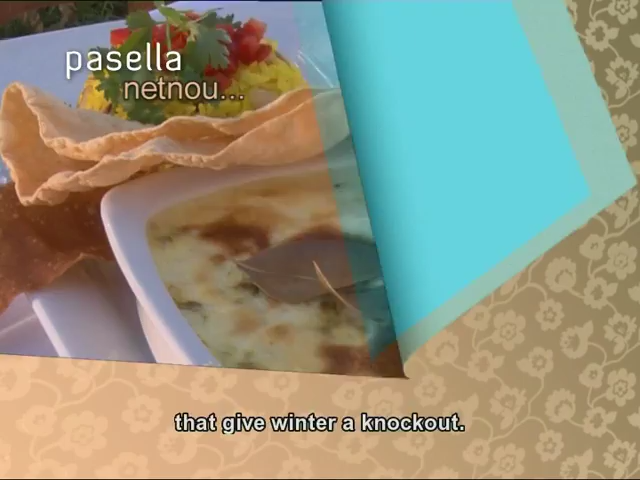 pasella
netnou...
that give winter a knockout.